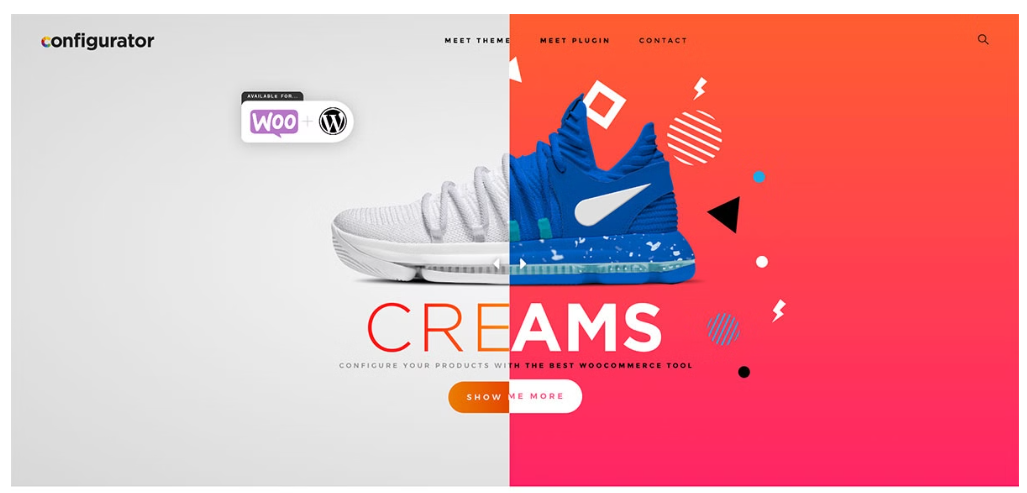 configurator
MEET THEME MEET PLUGIN CONTACT
AVAILABLE FOR...
WOO + W
CREAMS
CONFIGURE YOUR PRODUCTS WITH THE BEST WOOCOMMERCE TOOL
SHOW ME MORE